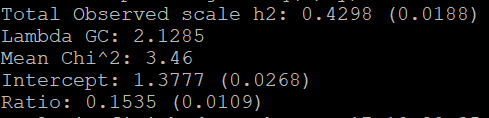 Total Observed scale h2: 0.4298 (0.0188)
Lambda GC: 2.1285
Mean Chi^2: 3.46
Intercept: 1.3777 (0.0268)
Ratio: 0.1535 (0.0109)